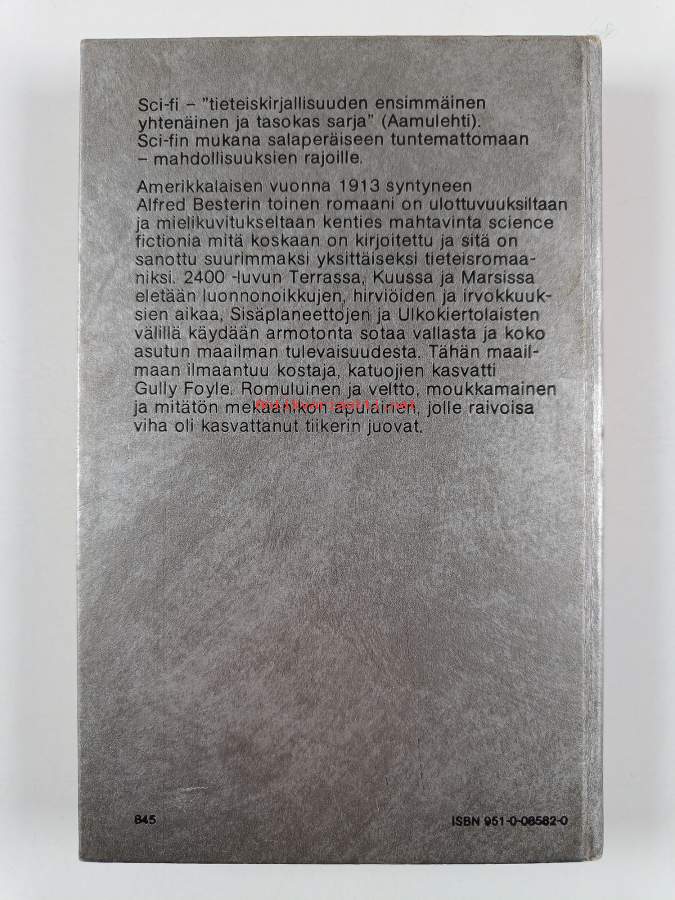 Sci-fi – "tieteiskirjallisuuden ensimmäinen
yhtenäinen ja tasokas sarja" (Aamulehti).
Sci-fin mukana salaperäiseen tuntemattomaan
– mahdollisuuksien rajoille.
Amerikkalaisen vuonna 1913 syntyneen
Alfred Besterin toinen romaani on ulottuvuuksiltaan
ja mielikuvitukseltaan kenties mahtavinta science
fictionia mitä koskaan on kirjoitettu ja sitä on
sanottu suurimmaksi yksittäiseksi tieteisromaa-
niksi. 2400 -luvun Terrassa, Kuussa ja Marsissa
eletään luonnonoikkujen, hirviöiden ja irvokkuuk-
sien aikaa, Sisäplaneettojen ja Ulkokiertolaisten
välillä käydään armotonta sotaa vallasta ja koko
asutun maailman tulevaisuudesta. Tähän maail-
maan ilmaantuu kostaja, katuojien kasvatti
Gully Foyle. Romuluinen ja veltto, moukkamainen
ja mitätön mekaanikon apulainen, jolle raivoisa
viha oli kasvattanut tiikerin juovat.
845
ISBN 951-0-08582-0